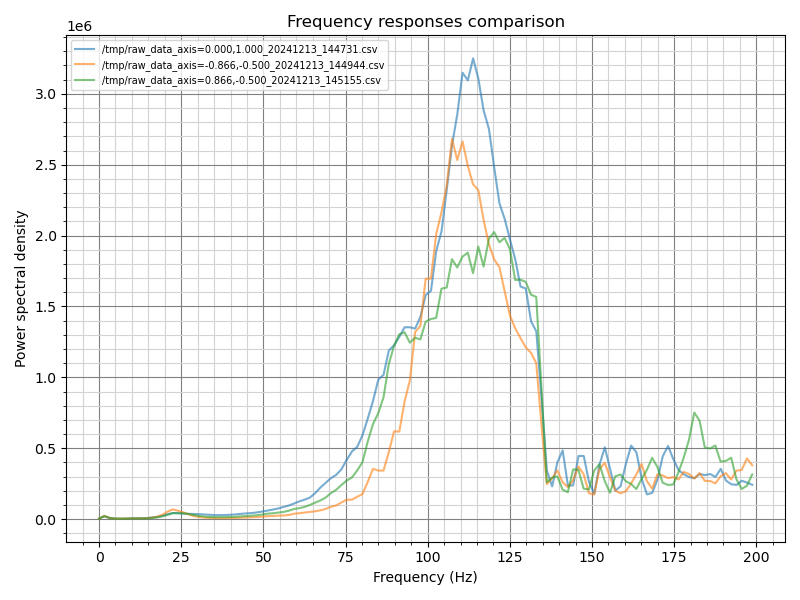 Frequency responses comparison
1e6
/tmp/raw_data_axis=0.000,1.000_20241213_144731.csv
/tmp/raw_data_axis=-0.866,-0.500_20241213_144944.csv
/tmp/raw_data_axis=0.866,-0.500_20241213_145155.csv
3.0
2.5
2.0
1.5
1.0
0.5
0.0
Power spectral density
0 25 50 75 100 125 150 175 200
Frequency (Hz)